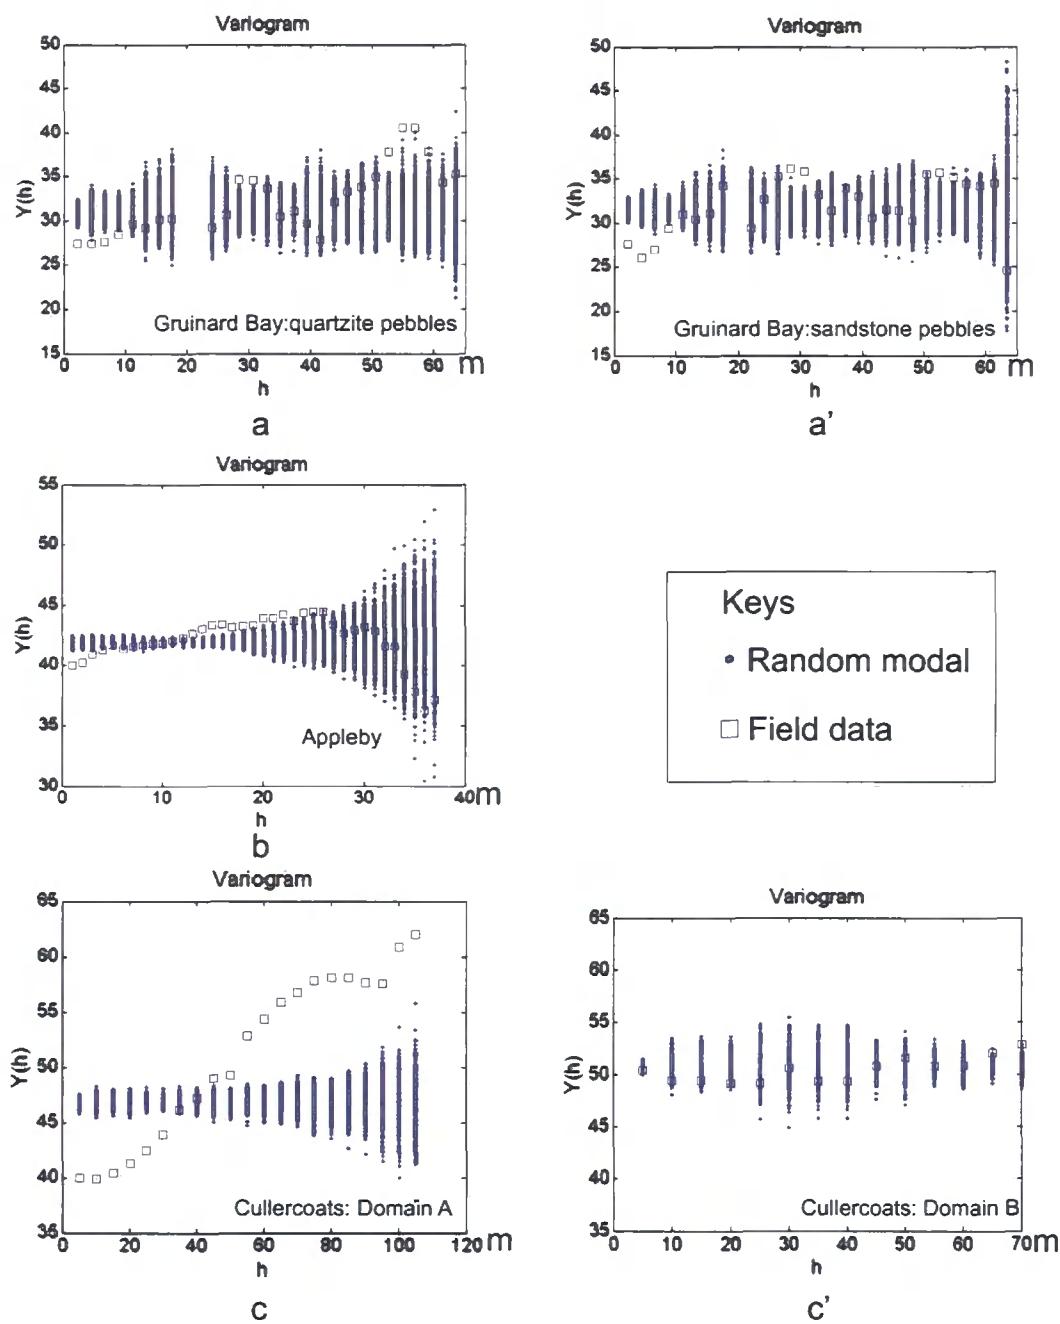 Variogram
50
45
40
35
30
25
20
15
Y(h)
0 10 20 30 40 50 60 m
h
Gruinard Bay:quartzite pebbles
a
Variogram
50
45
40
35
30
25
20
15
Y(h)
0 10 20 30 40 50 60 m
h
Gruinard Bay:sandstone pebbles
a'
Variogram
55
50
45
40
35
30
Y(h)
0 10 20 30 40 m
h
Appleby
b
Keys
Random modal
Field data
Variogram
65
60
55
50
45
40
35
Y(h)
0 20 40 60 80 100 120 m
h
Cullercoats: Domain A
c
Variogram
65
60
55
50
45
40
35
Y(h)
0 10 20 30 40 50 60 70 m
h
Cullercoats: Domain B
c'